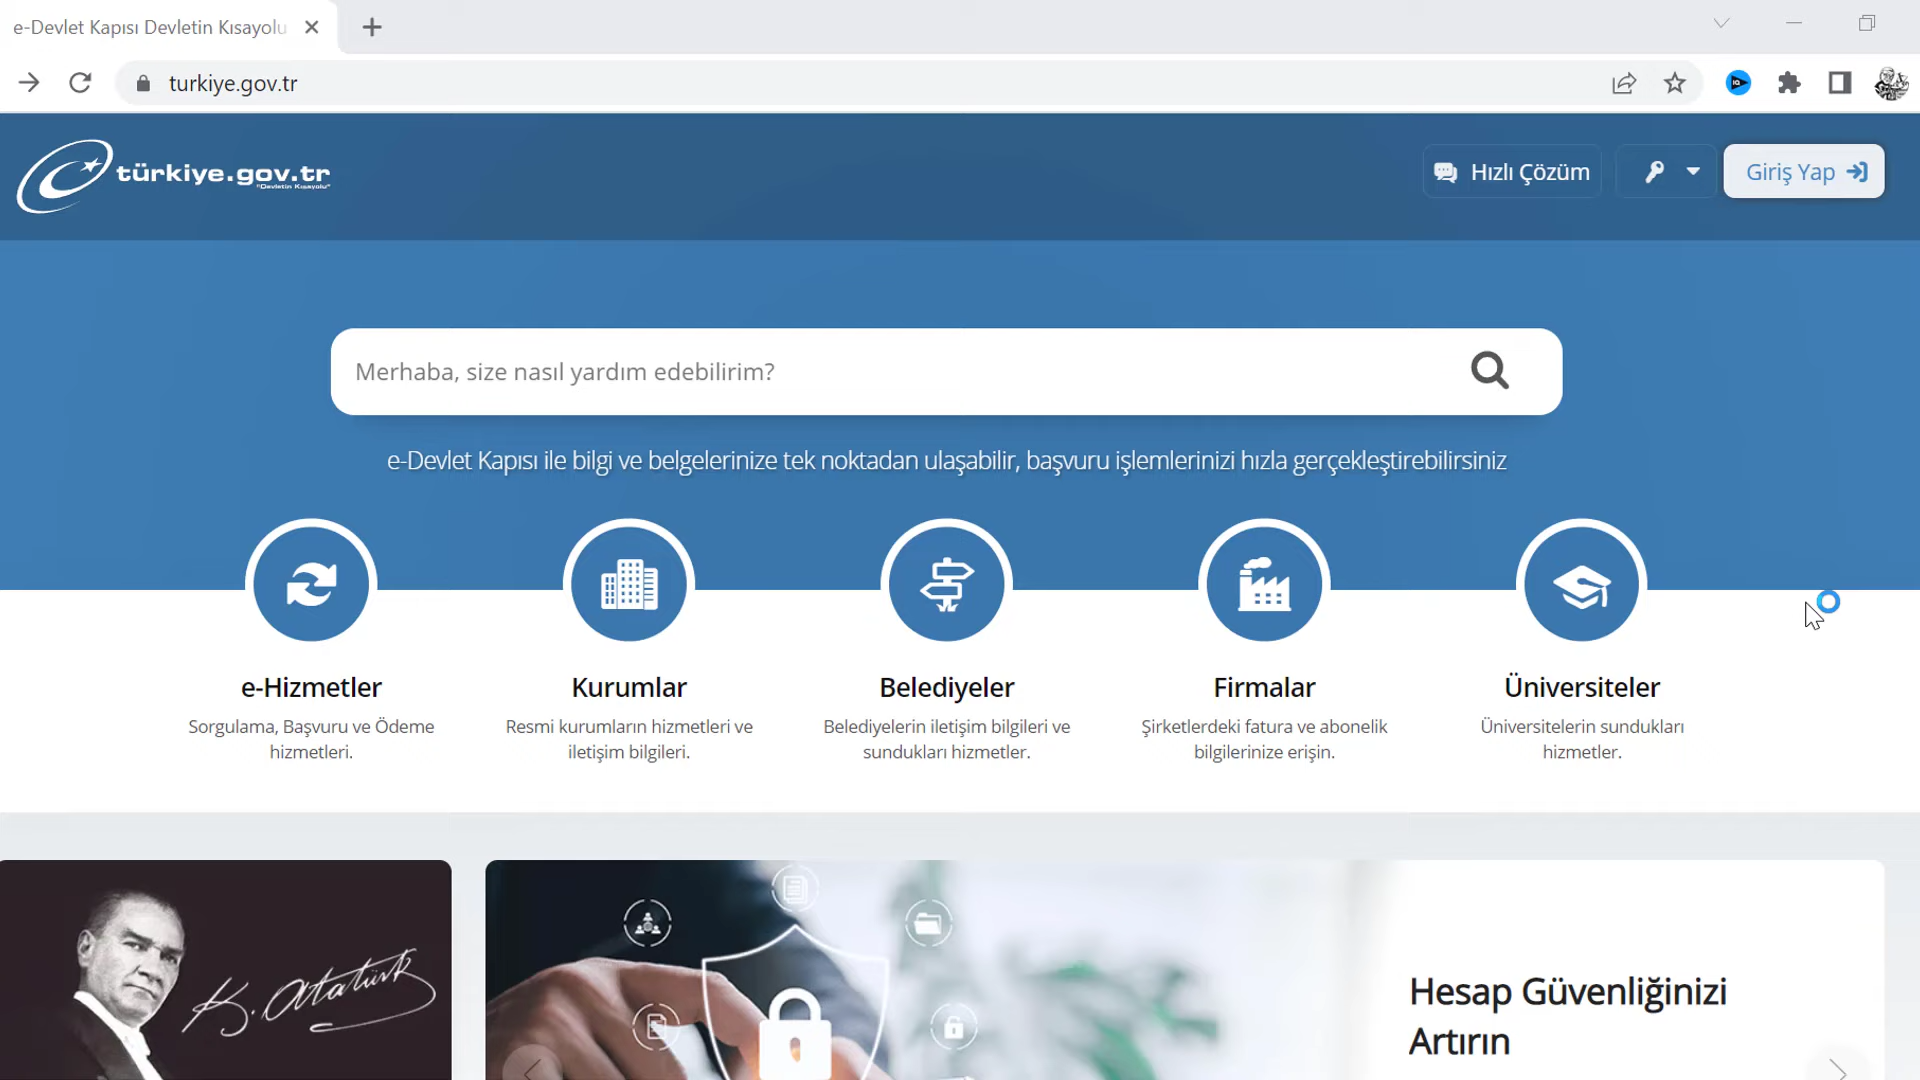 e-Devlet Kapısı Devletin Kısayolu
turkiye.gov.tr
türkiye.gov.tr
"Devletin Kısayolu"
Hızlı Çözüm
Giriş Yap
Merhaba, size nasıl yardım edebilirim?
e-Devlet Kapısı ile bilgi ve belgelerinize tek noktadan ulaşabilir, başvuru işlemlerinizi hızla gerçekleştirebilirsiniz
e-Hizmetler
Sorgulama, Başvuru ve Ödeme
hizmetleri.
Kurumlar
Resmi kurumların hizmetleri ve
iletişim bilgileri.
Belediyeler
Belediyelerin iletişim bilgileri ve
sundukları hizmetler.
Firmalar
Şirketlerdeki fatura ve abonelik
bilgilerinize erişin.
Üniversiteler
Üniversitelerin sundukları
hizmetler.
K. Atatürk
Hesap Güvenliğinizi
Artırın